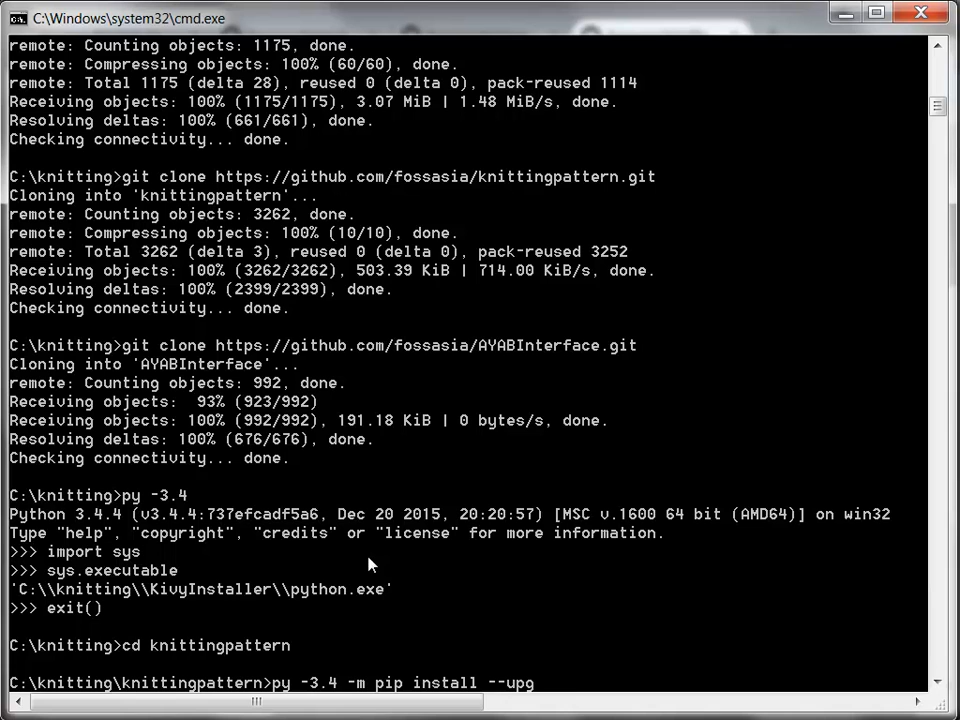 C:\Windows\system32\cmd.exe
remote: Counting objects: 1175, done.
remote: Compressing objects: 100% (60/60), done.
remote: Total 1175 (delta 28), reused 0 (delta 0), pack-reused 1114
Receiving objects: 100% (1175/1175), 3.07 MiB | 1.48 MiB/s, done.
Resolving deltas: 100% (661/661), done.
Checking connectivity... done.
C:\knitting>git clone https://github.com/fossasia/knittingpattern.git
Cloning into 'knittingpattern'...
remote: Counting objects: 3262, done.
remote: Compressing objects: 100% (10/10), done.
remote: Total 3262 (delta 3), reused 0 (delta 0), pack-reused 3252
Receiving objects: 100% (3262/3262), 503.39 KiB | 714.00 KiB/s, done.
Resolving deltas: 100% (2399/2399), done.
Checking connectivity... done.
C:\knitting>git clone https://github.com/fossasia/AYABInterface.git
Cloning into 'AYABInterface'...
remote: Counting objects: 992, done.
Receiving objects:  93% (923/992)
Receiving objects: 100% (992/992), 191.18 KiB | 0 bytes/s, done.
Resolving deltas: 100% (676/676), done.
Checking connectivity... done.
C:\knitting>py -3.4
Python 3.4.4 (v3.4.4:737efcadf5a6, Dec 20 2015, 20:20:57) [MSC v.1600 64 bit (AMD64)] on win32
Type "help", "copyright", "credits" or "license" for more information.
>>> import sys
>>> sys.executable
'C:\\knitting\\KivyInstaller\\python.exe'
>>> exit()
C:\knitting>cd knittingpattern
C:\knitting\knittingpattern>py -3.4 -m pip install --upg